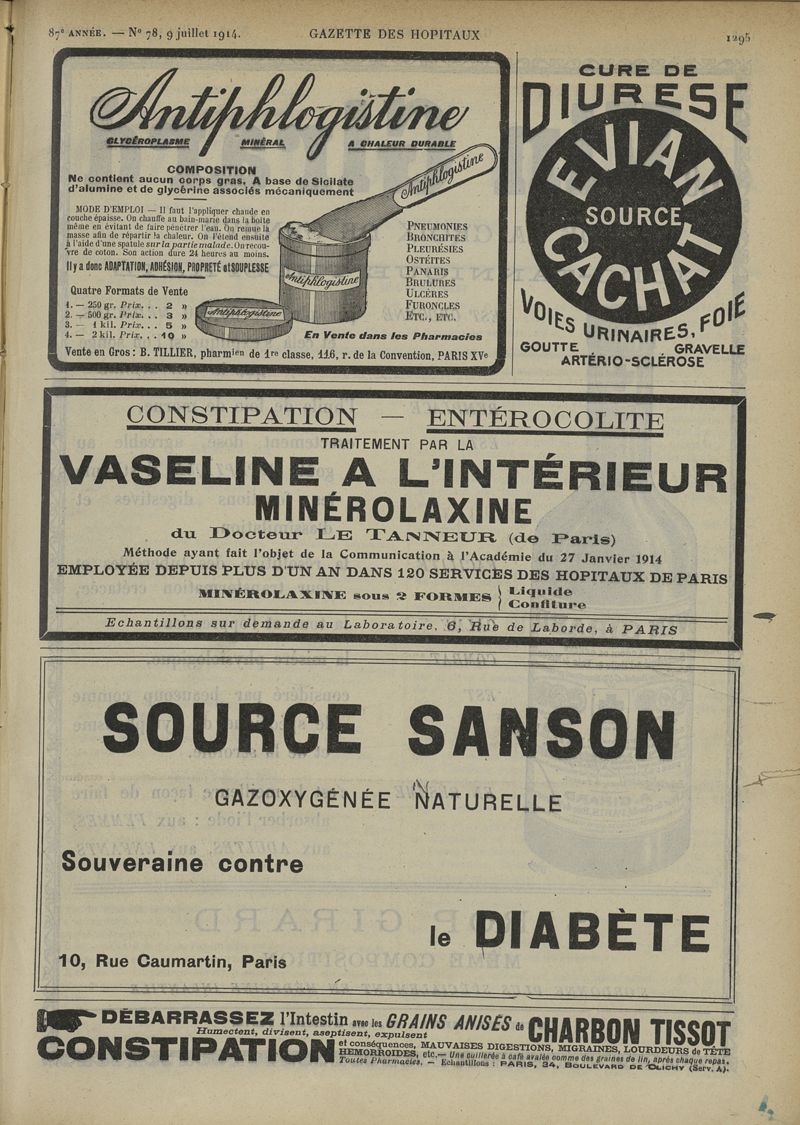 87e ANNÉE. — No 78, 9 juillet 1914.
GAZETTE DES HOPITAUX
1295
Antiphlogistine
GLYCÉROPLASME MINÉRAL A CHALEUR DURABLE
COMPOSITION
Ne contient aucun corps gras. A base de Silicate
d'alumine et de glycérine associés mécaniquement
MODE D'EMPLOI — Il faut l'appliquer chaude en
couche épaisse. On chauffe au bain-marie dans la boîte
même en évitant de faire pénétrer l'eau. On remue la
masse afin de répartir la chaleur. On l'étend ensuite
à l'aide d'une spatule sur la partie malade. On recou-
vre de coton. Son action dure 24 heures au moins.
Il y a donc ADAPTATION, ADHÉSION, PROPRETÉ et SOUPLESSE
Quatre Formats de Vente
1. — 250 gr. Prix. . . 2 »
2. — 500 gr. Prix. . . 3 »
3. — 1 kil. Prix. . . 5 »
4. — 2 kil. Prix. . . 10 »
Antiphlogistine
Antiphlogistine
Antiphlogistine
PNEUMONIES
BRONCHITES
PLEURÉSIES
OSTÉITES
PANARIS
BRULURES
ULCÈRES
FURONCLES
ETC., ETC.
En Vente dans les Pharmacies
Vente en Gros : B. TILLIER, pharmien de 1re classe, 116, r. de la Convention, PARIS XVe
CURE DE
DIURESE
EVIAN
SOURCE
CACHAT
VOIES URINAIRES, FOIE
GOUTTE GRAVELLE
ARTÉRIO-SCLÉROSE
CONSTIPATION — ENTÉROCOLITE
TRAITEMENT PAR LA
VASELINE A L'INTÉRIEUR
MINÉROLAXINE
du Docteur LE TANNEUR (de Paris)
Méthode ayant fait l'objet de la Communication à l'Académie du 27 Janvier 1914
EMPLOYÉE DEPUIS PLUS D'UN AN DANS 120 SERVICES DES HOPITAUX DE PARIS
MINÉROLAXINE sous 2 FORMES } Liquide
Confiture
Echantillons sur demande au Laboratoire, 6, Rue de Laborde, à PARIS
SOURCE SANSON
GAZOXYGÉNÉE NATURELLE
Souveraine contre
le DIABÈTE
10, Rue Caumartin, Paris
DÉBARRASSEZ l'Intestin avec les GRAINS ANISÉS de CHARBON TISSOT
Humectent, divisent, aseptisent, expulsent
CONSTIPATION et conséquences, MAUVAISES DIGESTIONS, MIGRAINES, LOURDEURS de TÊTE
HEMORROIDES, etc.— Une cuillerée à café avalée comme des graines de lin, après chaque repas.
Toutes Pharmacies. — Echantillons : PARIS, 34, BOULEVARD DE CLICHY (Serv. A).